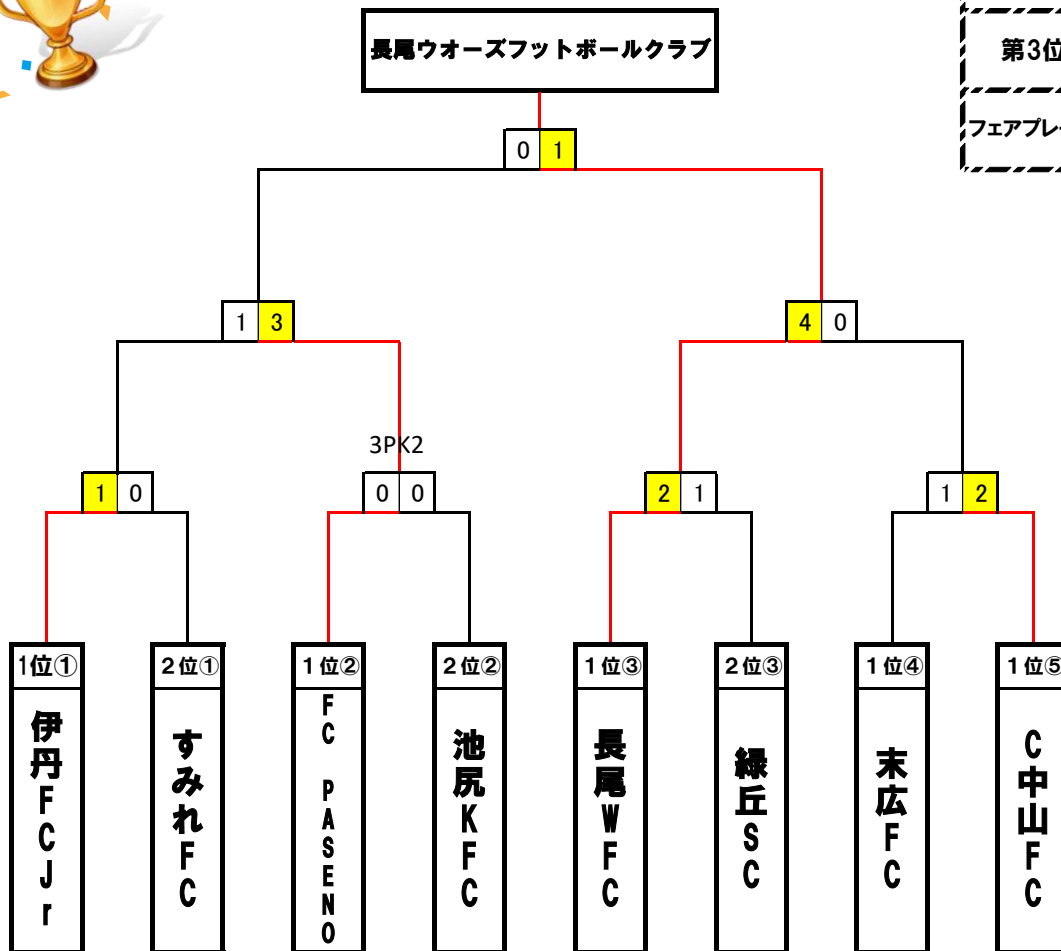 長尾ウオーズフットボールクラブ
第3位
フェアプレー
0 1
1 3
4 0
3PK2
1 0
0 0
2 1
1 2
1位① 2位① 1位② 2位② 1位③ 2位③ 1位④ 1位⑤
伊丹FCJr
すみれFC
FC PASENO
池尻KFC
長尾WFC
緑丘SC
末広FC
C中山FC